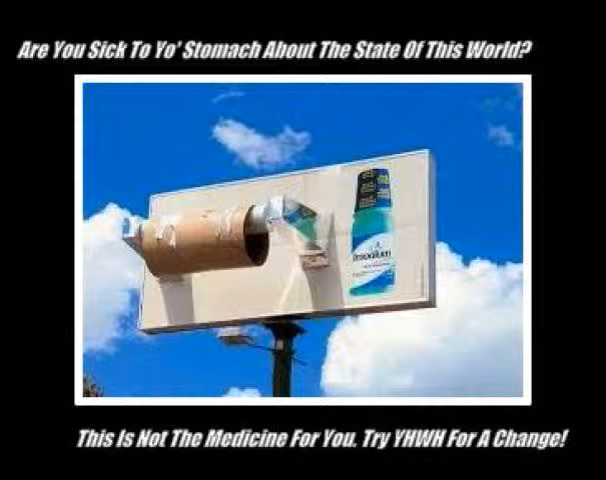 Are You Sick To Yo' Stomach About The State Of This World?
Imodium
This Is Not The Medicine For You. Try YHWH For A Change!